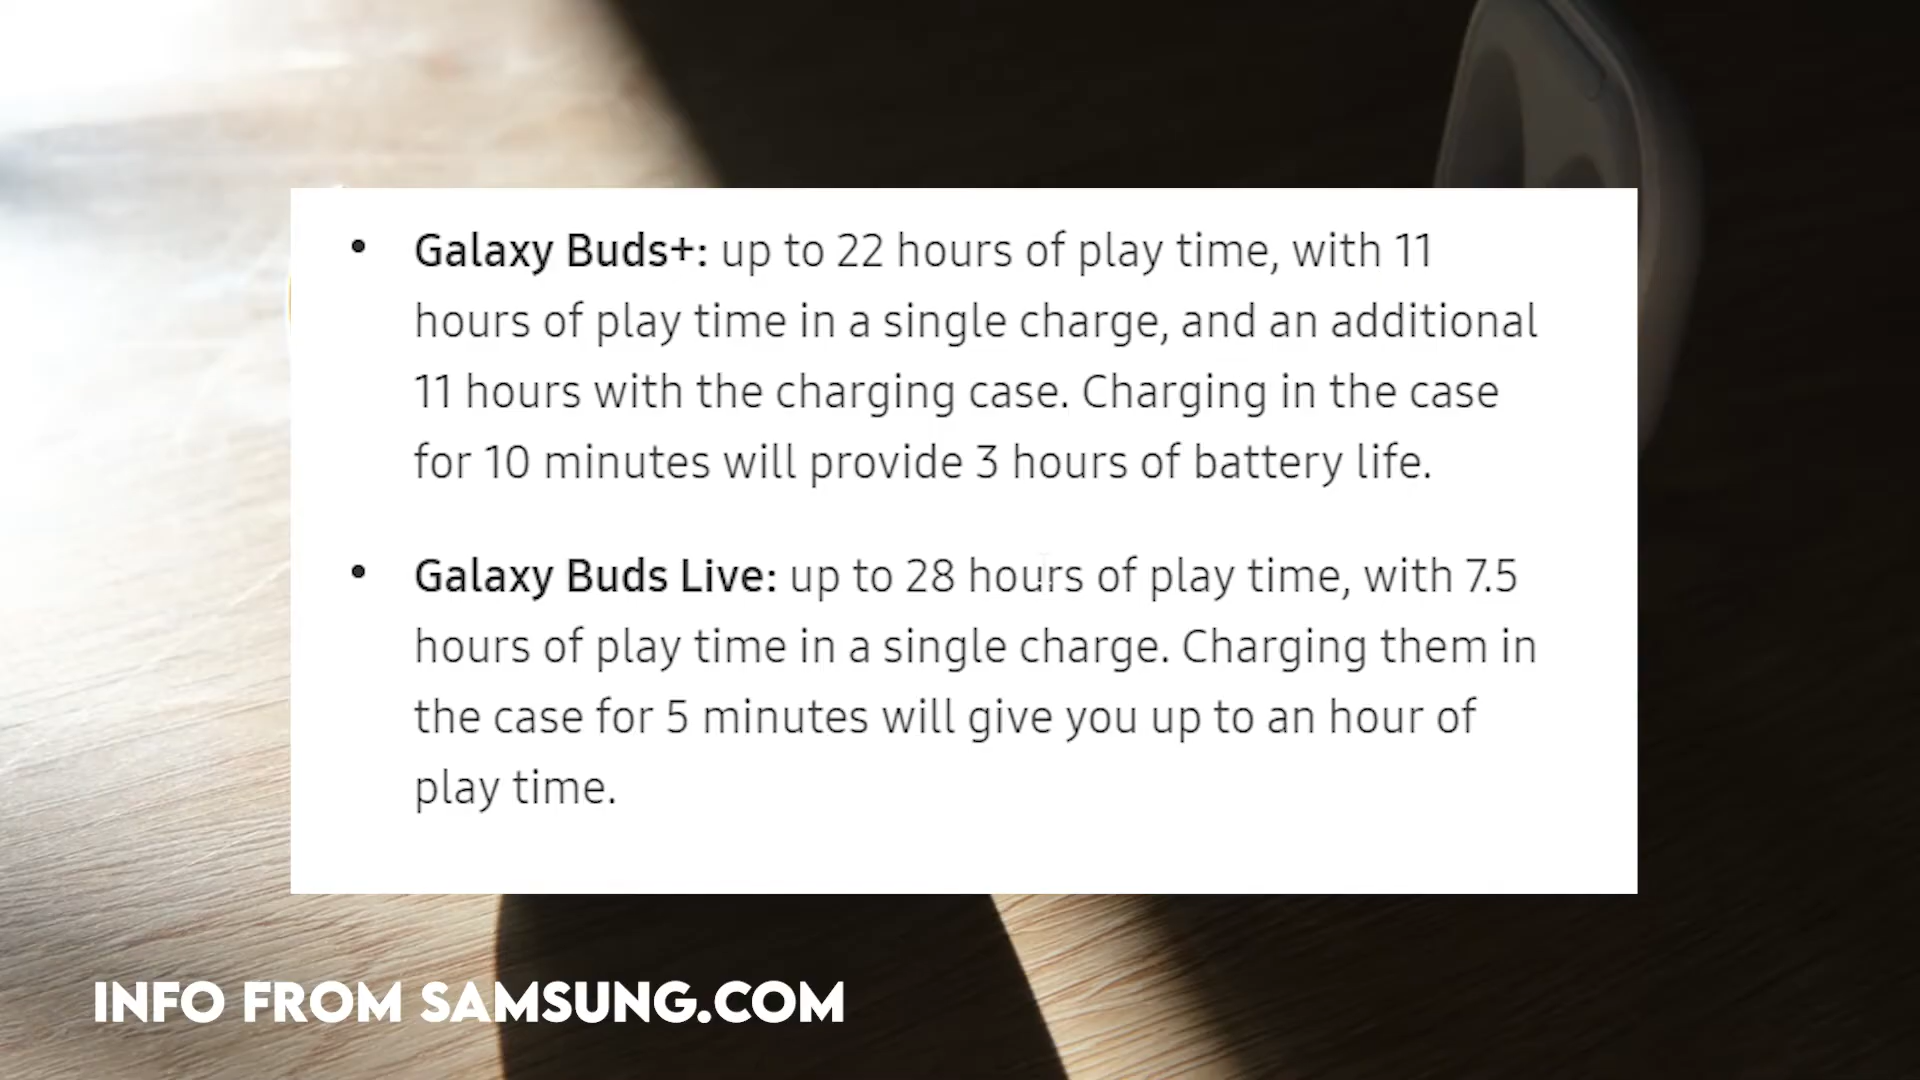 • Galaxy Buds+: up to 22 hours of play time, with 11
hours of play time in a single charge, and an additional
11 hours with the charging case. Charging in the case
for 10 minutes will provide 3 hours of battery life.
• Galaxy Buds Live: up to 28 hours of play time, with 7.5
hours of play time in a single charge. Charging them in
the case for 5 minutes will give you up to an hour of
play time.
INFO FROM SAMSUNG.COM